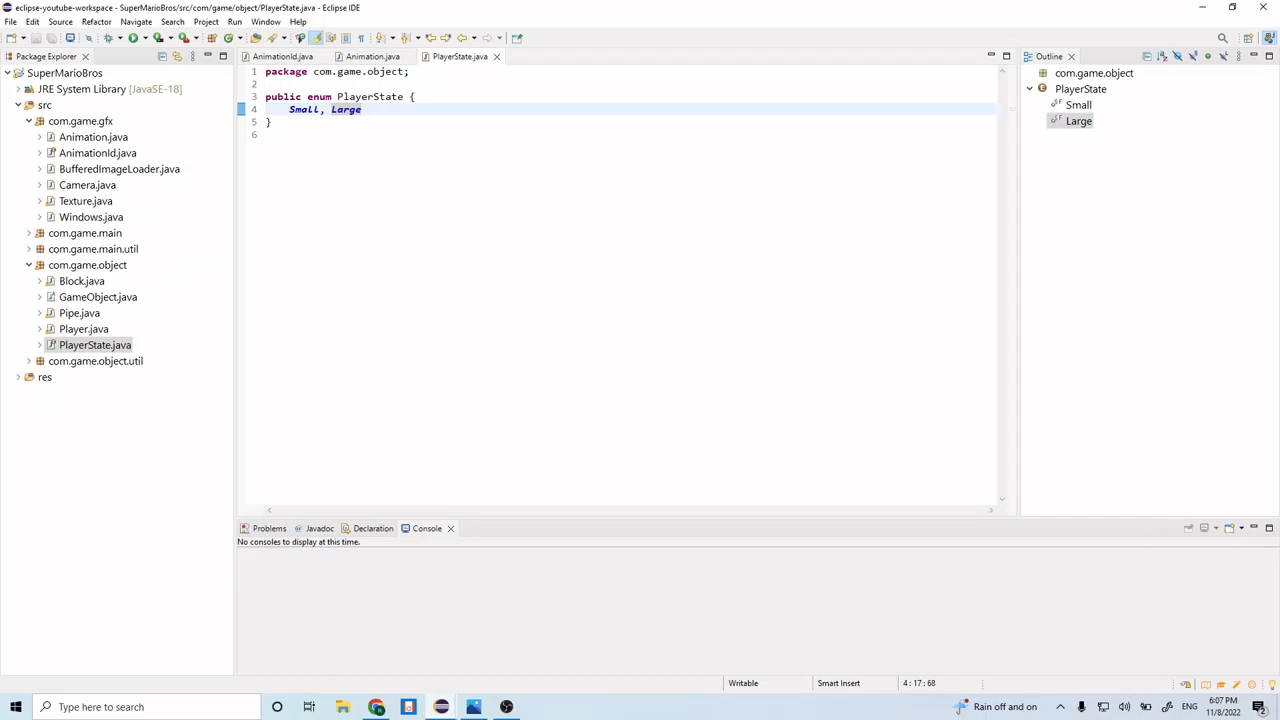 eclipse-youtube-workspace - SuperMarioBros/src/com/game/object/PlayerState.java - Eclipse IDE
File Edit Source Refactor Navigate Search Project Run Window Help
Package Explorer
AnimationId.java Animation.java PlayerState.java
Outline
SuperMarioBros
JRE System Library [JavaSE-18]
src
com.game.gfx
Animation.java
AnimationId.java
BufferedImageLoader.java
Camera.java
Texture.java
Windows.java
com.game.main
com.game.main.util
com.game.object
Block.java
GameObject.java
Pipe.java
Player.java
PlayerState.java
com.game.object.util
res
1 package com.game.object;
2
3 public enum PlayerState {
4 Small, Large
5 }
6
com.game.object
PlayerState
Small
Large
Problems Javadoc Declaration Console
No consoles to display at this time.
Writable Smart Insert 4 : 17 : 68
Type here to search
Rain off and on
6:07 PM
11/8/2022
2